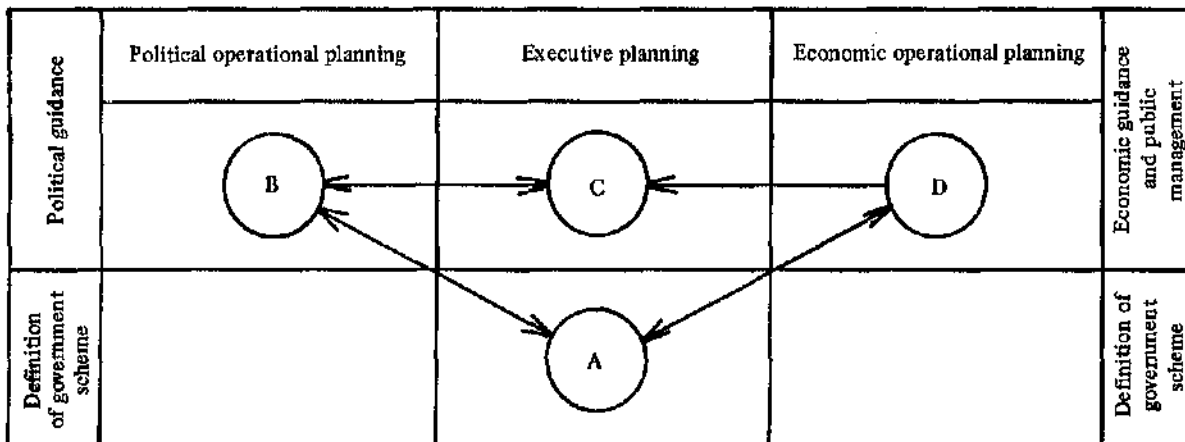 Political operational planning
Executive planning
Economic operational planning
Political guidance
B
C
D
Economic guidance
and public
management
Definition
of government
scheme
A
Definition of
government
scheme